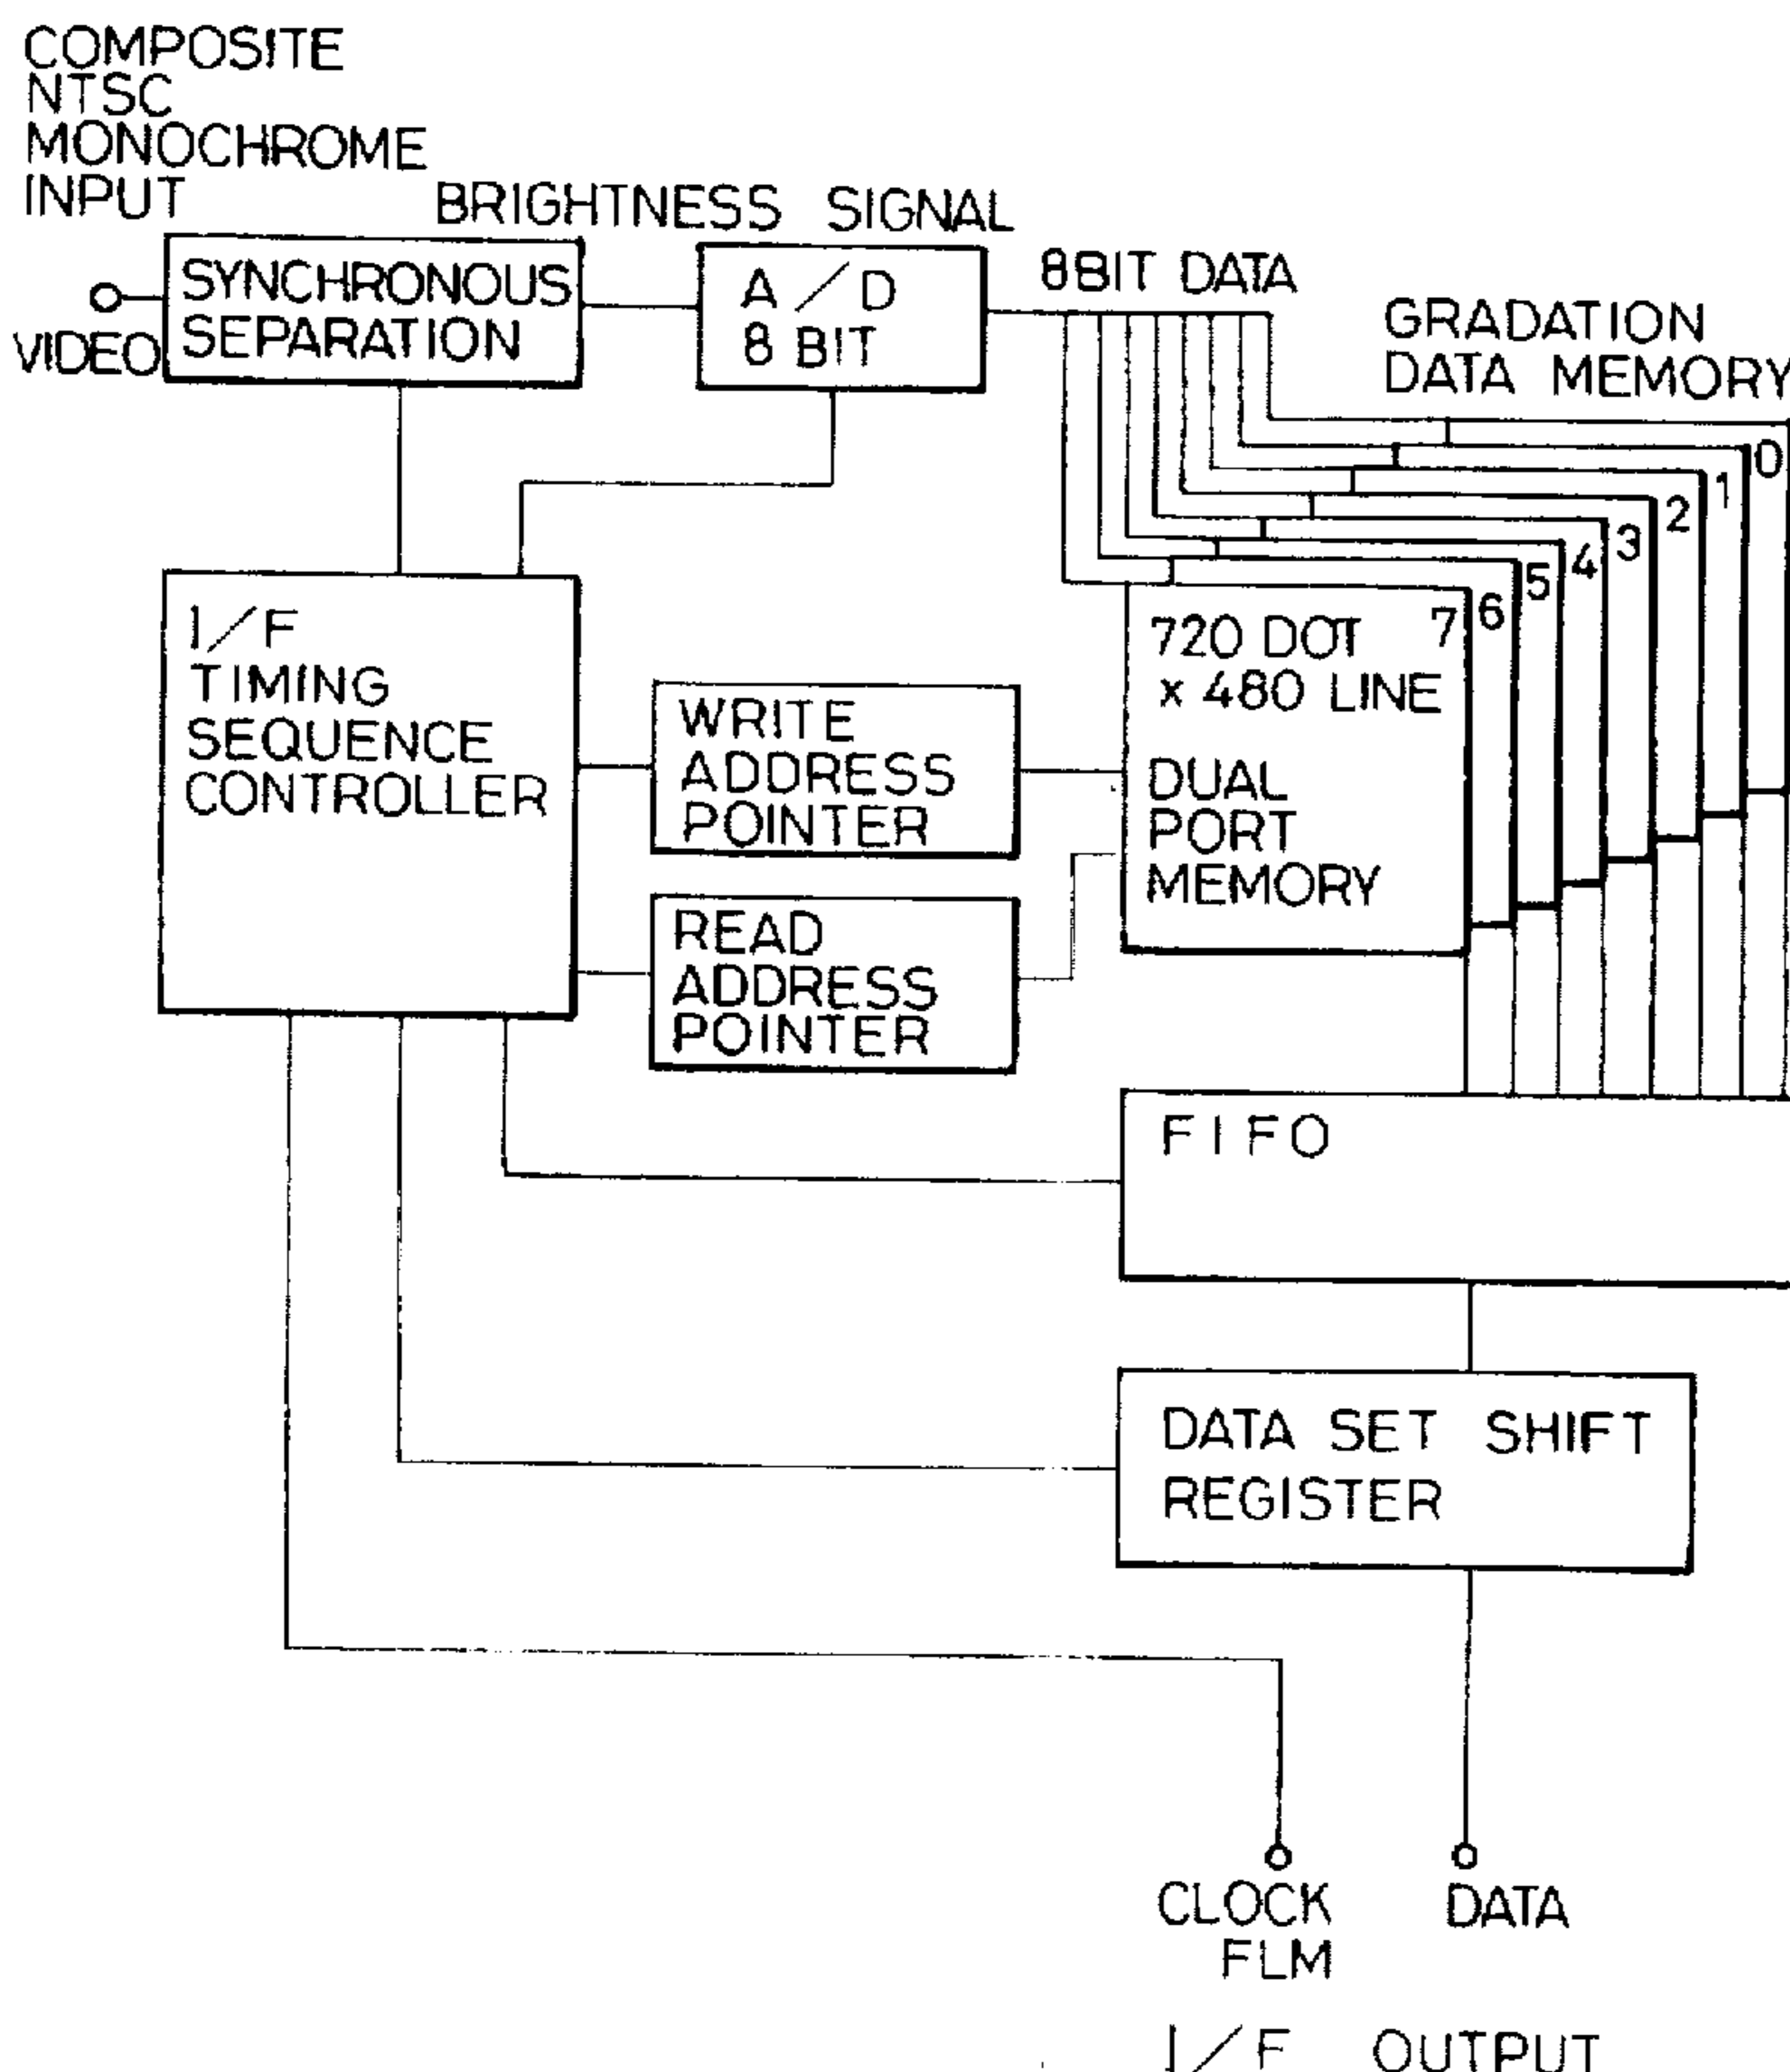 COMPOSITE
NTSC
MONOCHROME
INPUT
BRIGHTNESS SIGNAL
VIDEO
SYNCHRONOUS
SEPARATION
A/D
8 BIT
8BIT DATA
GRADATION
DATA MEMORY
0
1
2
3
4
5
6
7
720 DOT
x 480 LINE
DUAL
PORT
MEMORY
I/F
TIMING
SEQUENCE
CONTROLLER
WRITE
ADDRESS
POINTER
READ
ADDRESS
POINTER
FIFO
DATA SET SHIFT
REGISTER
CLOCK
FLM
DATA
I/F OUTPUT